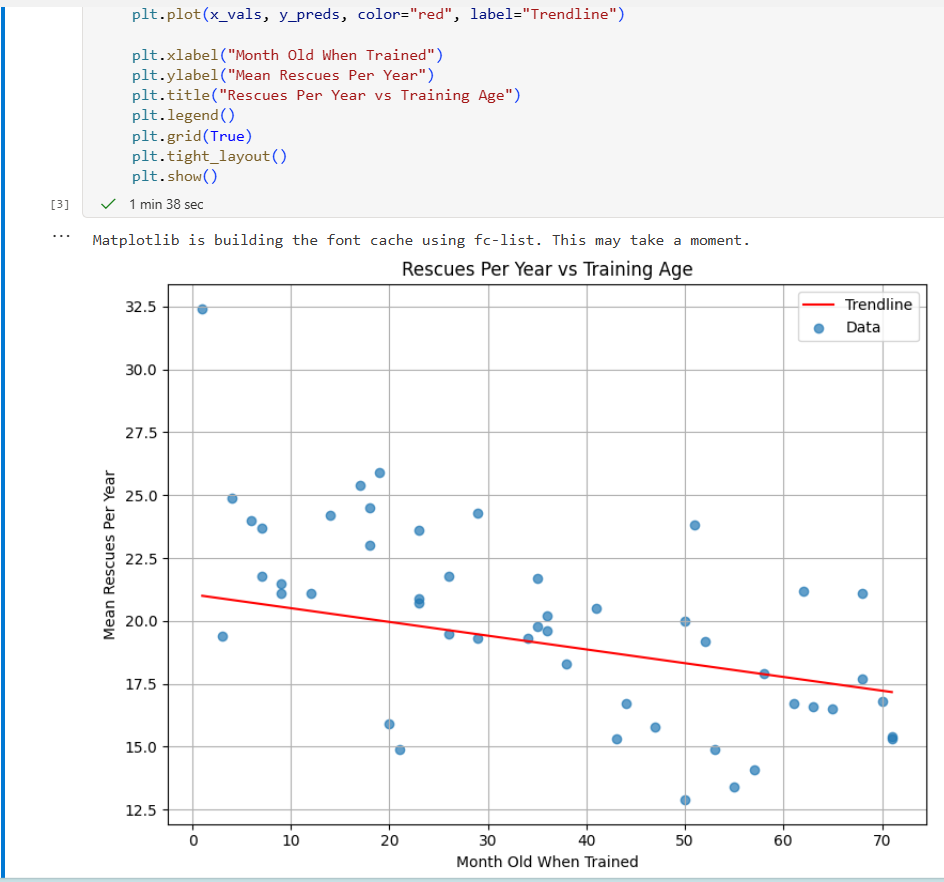 plt.plot(x_vals, y_preds, color="red", label="Trendline")
plt.xlabel("Month Old When Trained")
plt.ylabel("Mean Rescues Per Year")
plt.title("Rescues Per Year vs Training Age")
plt.legend()
plt.grid(True)
plt.tight_layout()
plt.show()
[3] 1 min 38 sec
... Matplotlib is building the font cache using fc-list. This may take a moment.
Rescues Per Year vs Training Age
Trendline
Data
Mean Rescues Per Year
32.5
30.0
27.5
25.0
22.5
20.0
17.5
15.0
12.5
0 10 20 30 40 50 60 70
Month Old When Trained